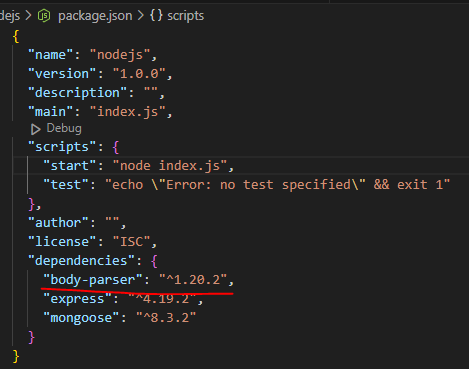 dejs > package.json > {} scripts
{
"name": "nodejs",
"version": "1.0.0",
"description": "",
"main": "index.js",
Debug
"scripts": {
"start": "node index.js",
"test": "echo \"Error: no test specified\" && exit 1"
},
"author": "",
"license": "ISC",
"dependencies": {
"body-parser": "^1.20.2",
"express": "^4.19.2",
"mongoose": "^8.3.2"
}
}